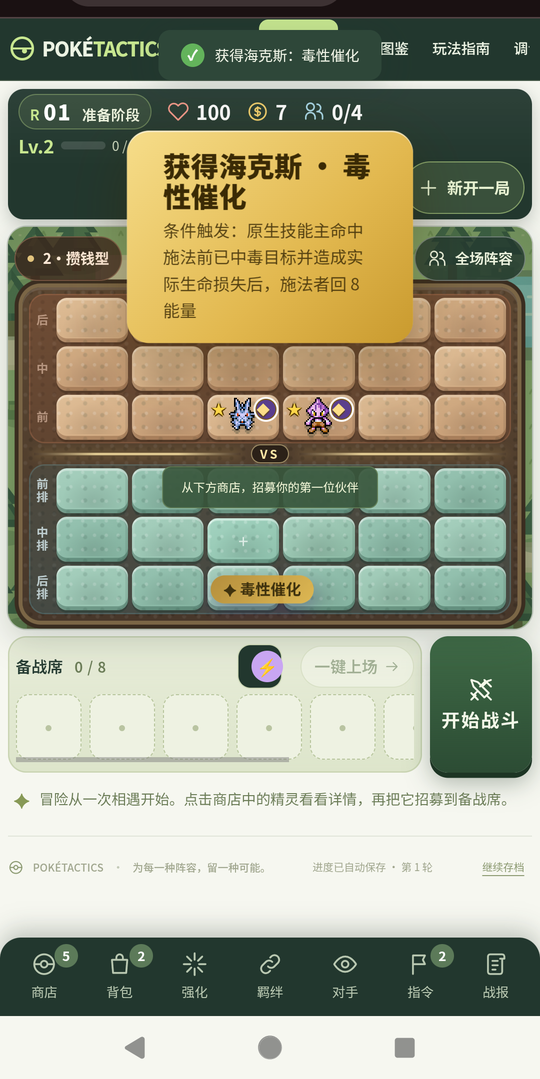 POKÉTACTICS
获得海克斯：毒性催化
图鉴
玩法指南
调
R 01 准备阶段
100
7
0/4
Lv.2
0/
新开一局
获得海克斯 · 毒
性催化
条件触发：原生技能主命中
施法前已中毒目标并造成实
际生命损失后，施法者回 8
能量
2·攒钱型
全场阵容
后
中
前
VS
前排
从下方商店，招募你的第一位伙伴
中排
后排
毒性催化
备战席 0 / 8
一键上场
开始战斗
冒险从一次相遇开始。点击商店中的精灵看看详情，再把它招募到备战席。
POKÉTACTICS · 为每一种阵容，留一种可能。
进度已自动保存 · 第 1 轮
继续存档
5
2
2
商店
背包
强化
羁绊
对手
指令
战报